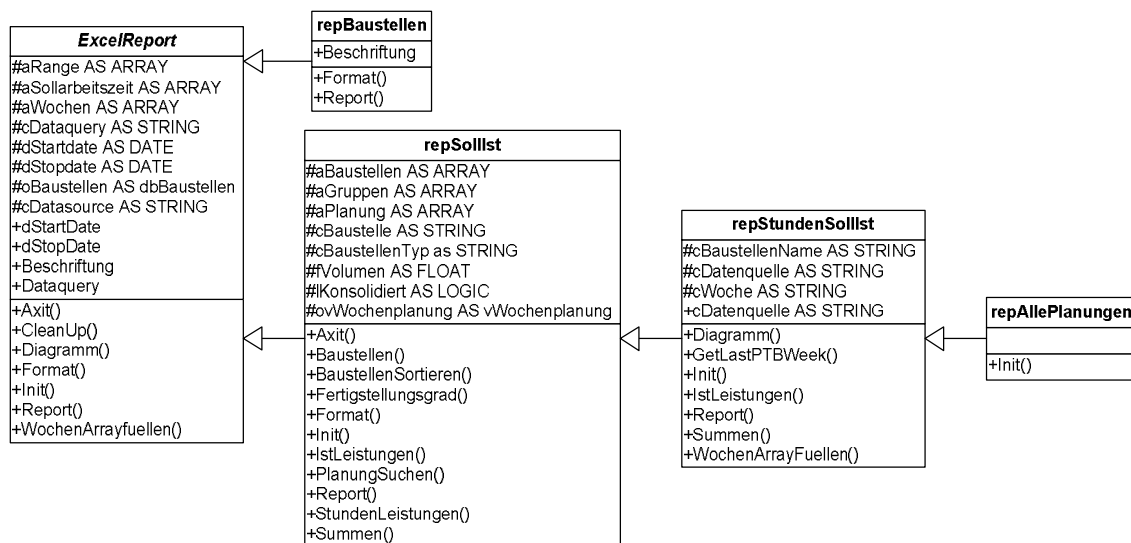 ExcelReport
#aRange AS ARRAY
#aSollarbeitszeit AS ARRAY
#aWochen AS ARRAY
#cDataquery AS STRING
#dStartdate AS DATE
#dStopdate AS DATE
#oBaustellen AS dbBaustellen
#cDatasource AS STRING
+dStartDate
+dStopDate
+Beschriftung
+Dataquery
+Axit()
+CleanUp()
+Diagramm()
+Format()
+Init()
+Report()
+WochenArrayfuellen()
repBaustellen
+Beschriftung
+Format()
+Report()
repSollIst
#aBaustellen AS ARRAY
#aGruppen AS ARRAY
#aPlanung AS ARRAY
#cBaustelle AS STRING
#cBaustellenTyp as STRING
#fVolumen AS FLOAT
#lKonsolidiert AS LOGIC
#ovWochenplanung AS vWochenplanung
+Axit()
+Baustellen()
+BaustellenSortieren()
+Fertigstellungsgrad()
+Format()
+Init()
+IstLeistungen()
+PlanungSuchen()
+Report()
+StundenLeistungen()
+Summen()
repStundenSollIst
#cBaustellenName AS STRING
#cDatenquelle AS STRING
#cWoche AS STRING
+cDatenquelle AS STRING
+Diagramm()
+GetLastPTBWeek()
+Init()
+IstLeistungen()
+Report()
+Summen()
+WochenArrayFuellen()
repAllePlanungen
+Init()